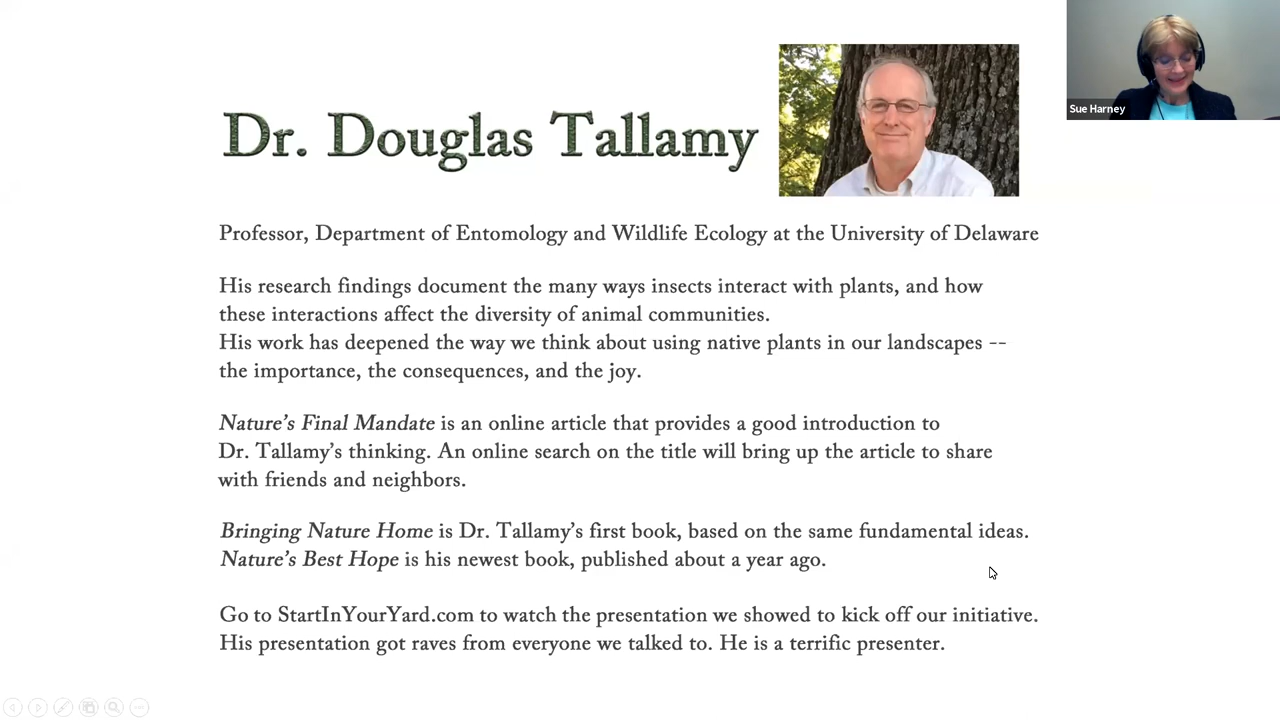 Dr. Douglas Tallamy
Sue Harney
Professor, Department of Entomology and Wildlife Ecology at the University of Delaware
His research findings document the many ways insects interact with plants, and how
these interactions affect the diversity of animal communities.
His work has deepened the way we think about using native plants in our landscapes --
the importance, the consequences, and the joy.
Nature's Final Mandate is an online article that provides a good introduction to
Dr. Tallamy's thinking. An online search on the title will bring up the article to share
with friends and neighbors.
Bringing Nature Home is Dr. Tallamy's first book, based on the same fundamental ideas.
Nature's Best Hope is his newest book, published about a year ago.
Go to StartInYourYard.com to watch the presentation we showed to kick off our initiative.
His presentation got raves from everyone we talked to. He is a terrific presenter.